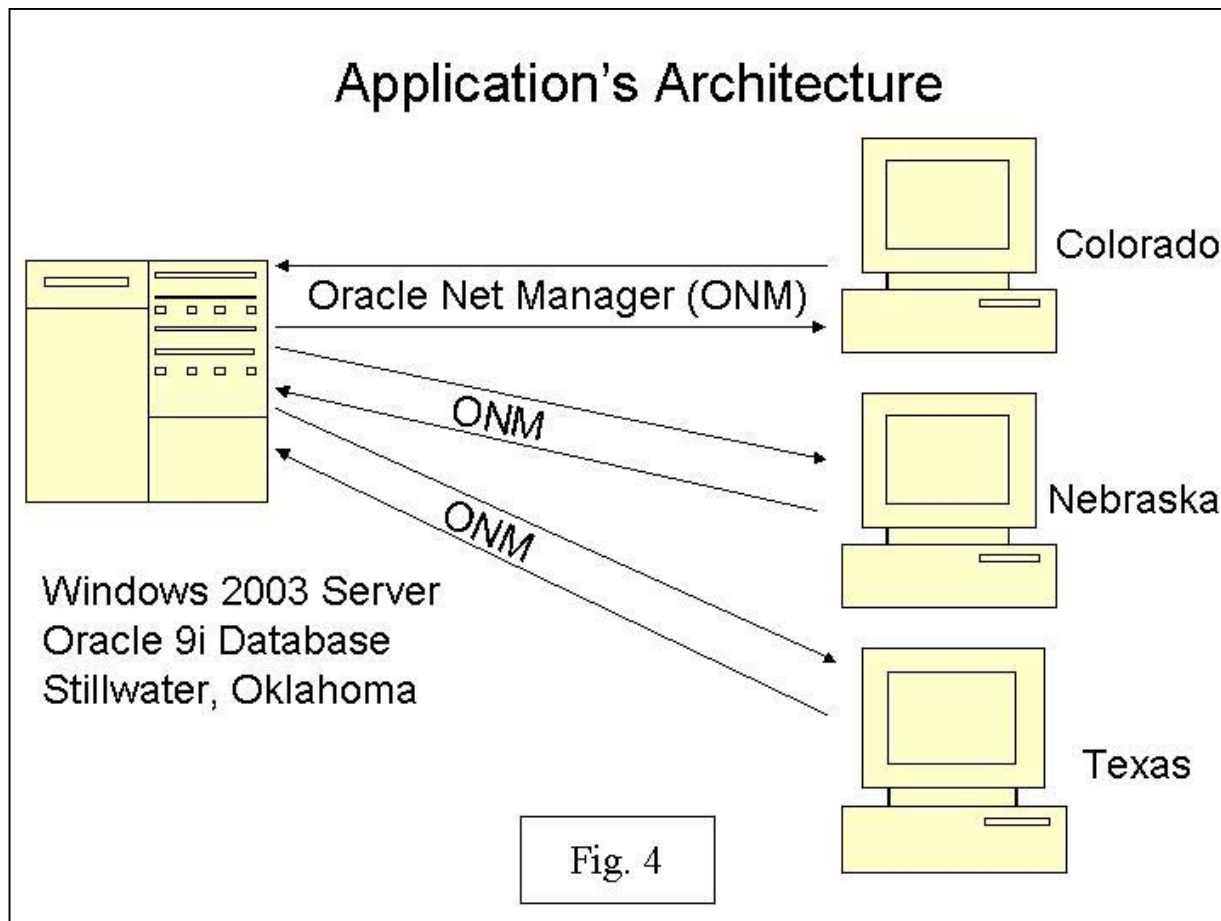 Application's Architecture
Colorado
Oracle Net Manager (ONM)
ONM
Nebraska
ONM
Windows 2003 Server
Oracle 9i Database
Stillwater, Oklahoma
Texas
Fig. 4